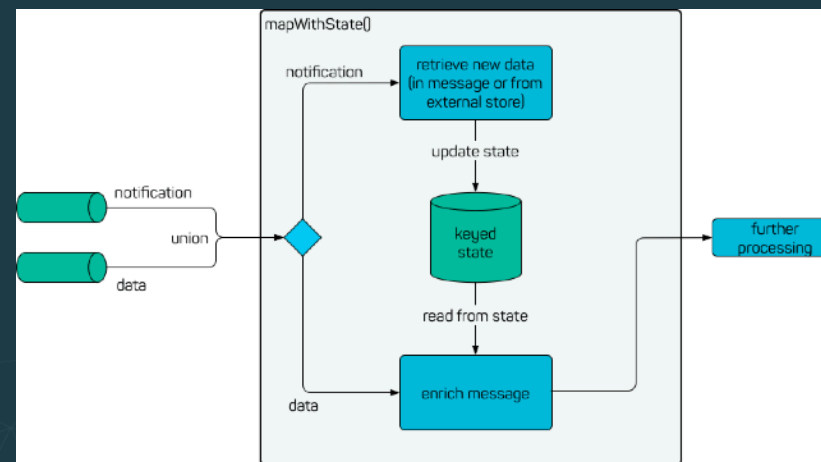 mapWithState()
notification
retrieve new data
(in message or from
external store)
update state
notification
union
data
keyed
state
further
processing
read from state
data
enrich message